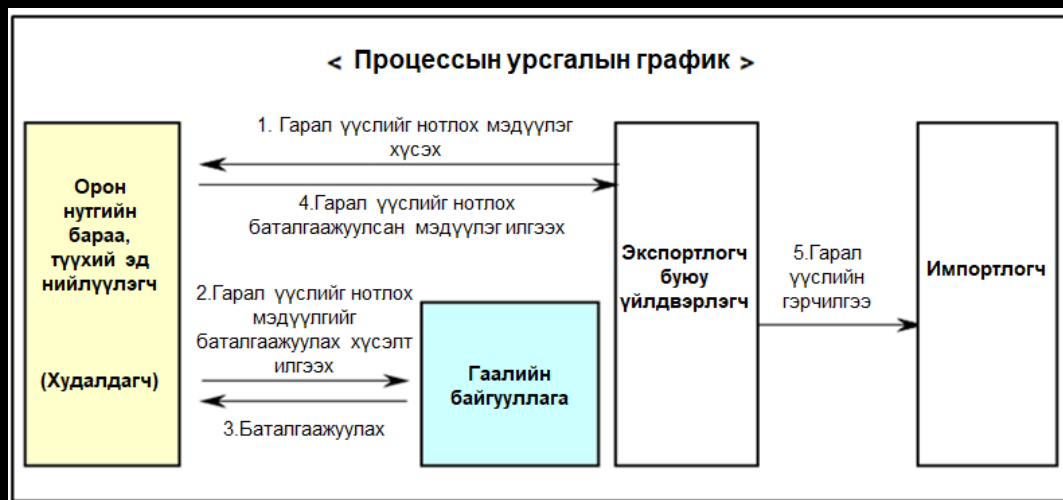 < Процессын урсгалын график >
1. Гарал үүслийг нотлох мэдүүлэг
хүсэх
Орон
нутгийн
бараа,
түүхий эд
нийлүүлэгч
(Худалдагч)
4.Гарал үүслийг нотлох
баталгаажуулсан мэдүүлэг илгээх
2.Гарал үүслийг нотлох
мэдүүлгийг
баталгаажуулах хүсэлт
илгээх
3.Баталгаажуулах
Гаалийн
байгууллага
Экспортлогч
буюу
үйлдвэрлэгч
5.Гарал
үүслийн
гэрчилгээ
Импортлогч